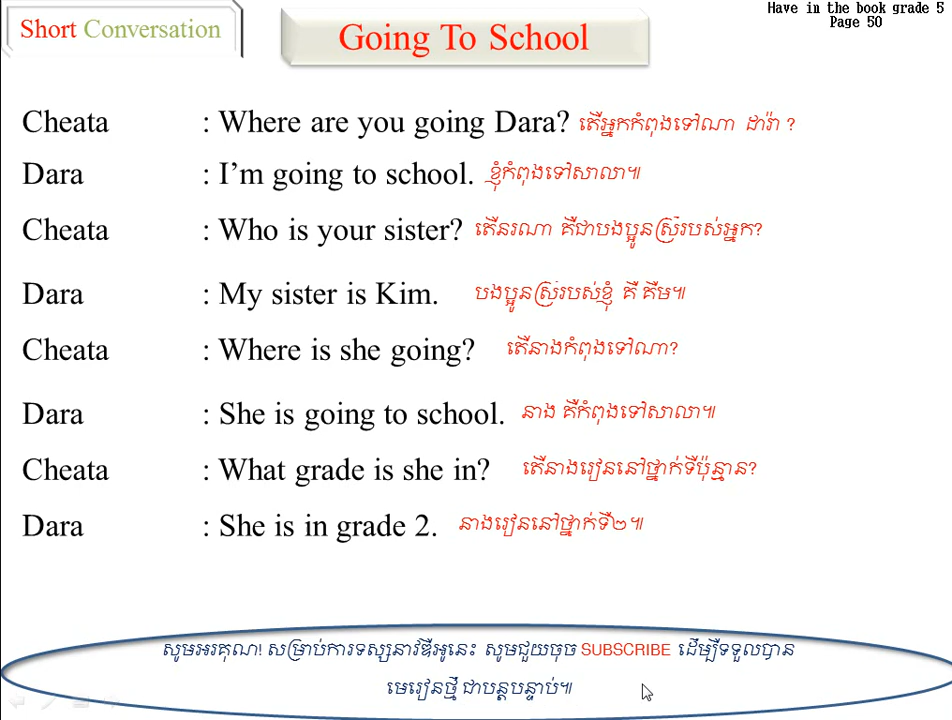 Have in the book grade 5
Page 50
Short Conversation
Going To School
Cheata : Where are you going Dara? តើអ្នកកំពុងទៅណា ដារ៉ា ?
Dara : I'm going to school. ខ្ញុំកំពុងទៅសាលា៕
Cheata : Who is your sister? តើនរណា គឺជាបងប្អូនស្រីរបស់អ្នក?
Dara : My sister is Kim. បងប្អូនស្រីរបស់ខ្ញុំ គឺ គីម៕
Cheata : Where is she going? តើនាងកំពុងទៅណា?
Dara : She is going to school. នាង គឺកំពុងទៅសាលា៕
Cheata : What grade is she in? តើនាងរៀននៅថ្នាក់ទីប៉ុន្មាន?
Dara : She is in grade 2. នាងរៀននៅថ្នាក់ទី២៕
សូមអរគុណ! សម្រាប់ការទស្សនាវីឌីអូនេះ សូមជួយចុច SUBSCRIBE ដើម្បីទទួលបាន
មេរៀនថ្មី ជាបន្តបន្ទាប់៕